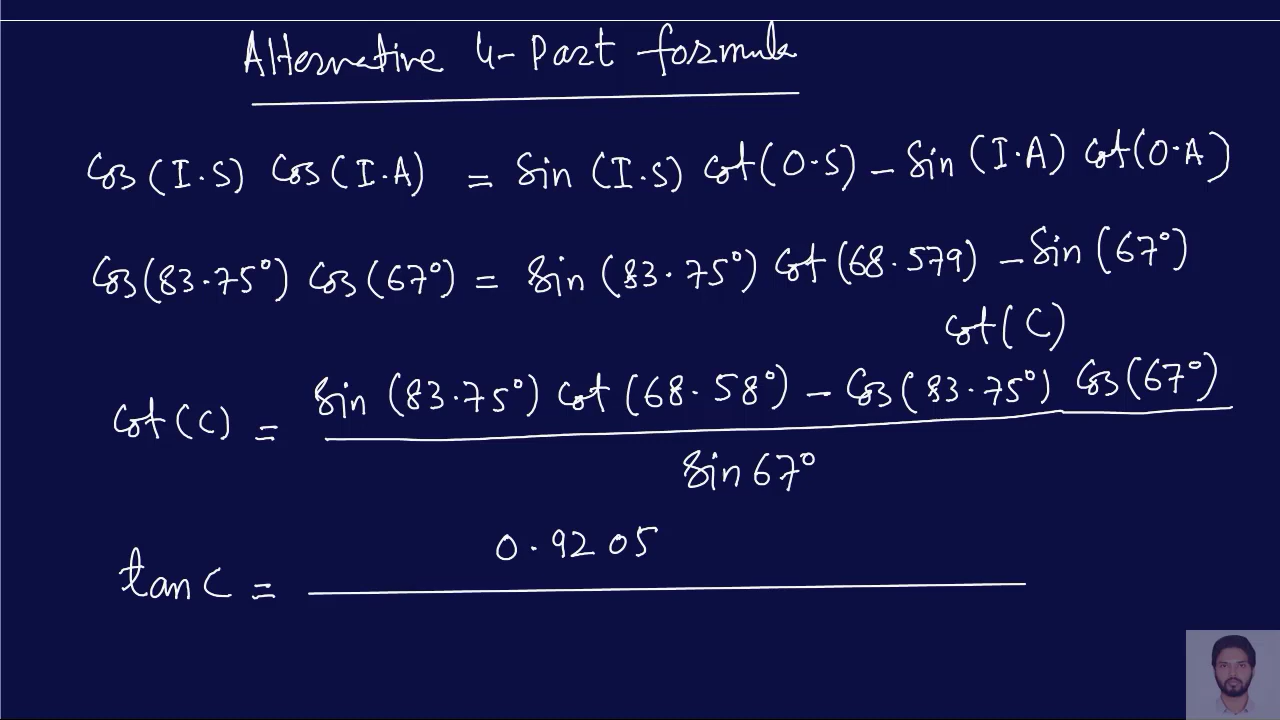 Alternative 4-Part formula
Cos (I.S) Cos (I.A) = Sin (I.S) Cot (O.S) - Sin (I.A) Cot (O.A)
Cos (83.75°) Cos (67°) = Sin (83.75°) Cot (68.579) - Sin (67°)
Cot (C)
Cot (C) = Sin (83.75°) Cot (68.58°) - Cos (83.75°) Cos (67°)
Sin 67°
0.9205
tan C =